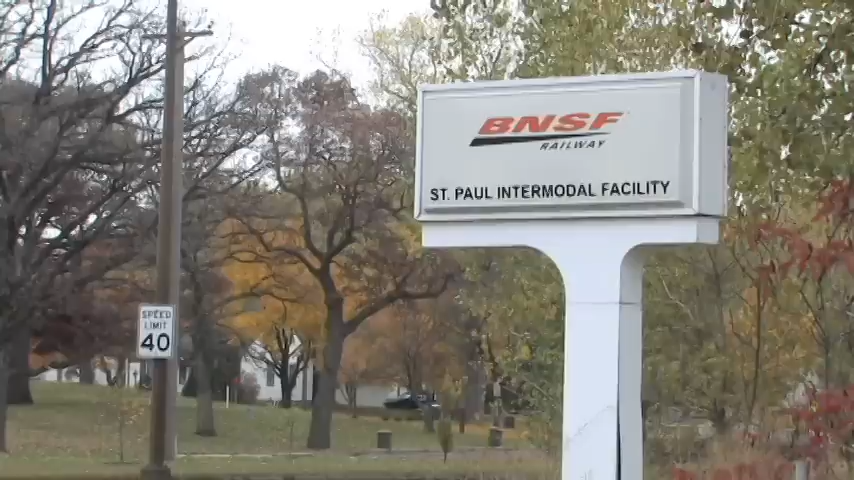 BNSF
RAILWAY
ST. PAUL INTERMODAL FACILITY
SPEED
LIMIT
40